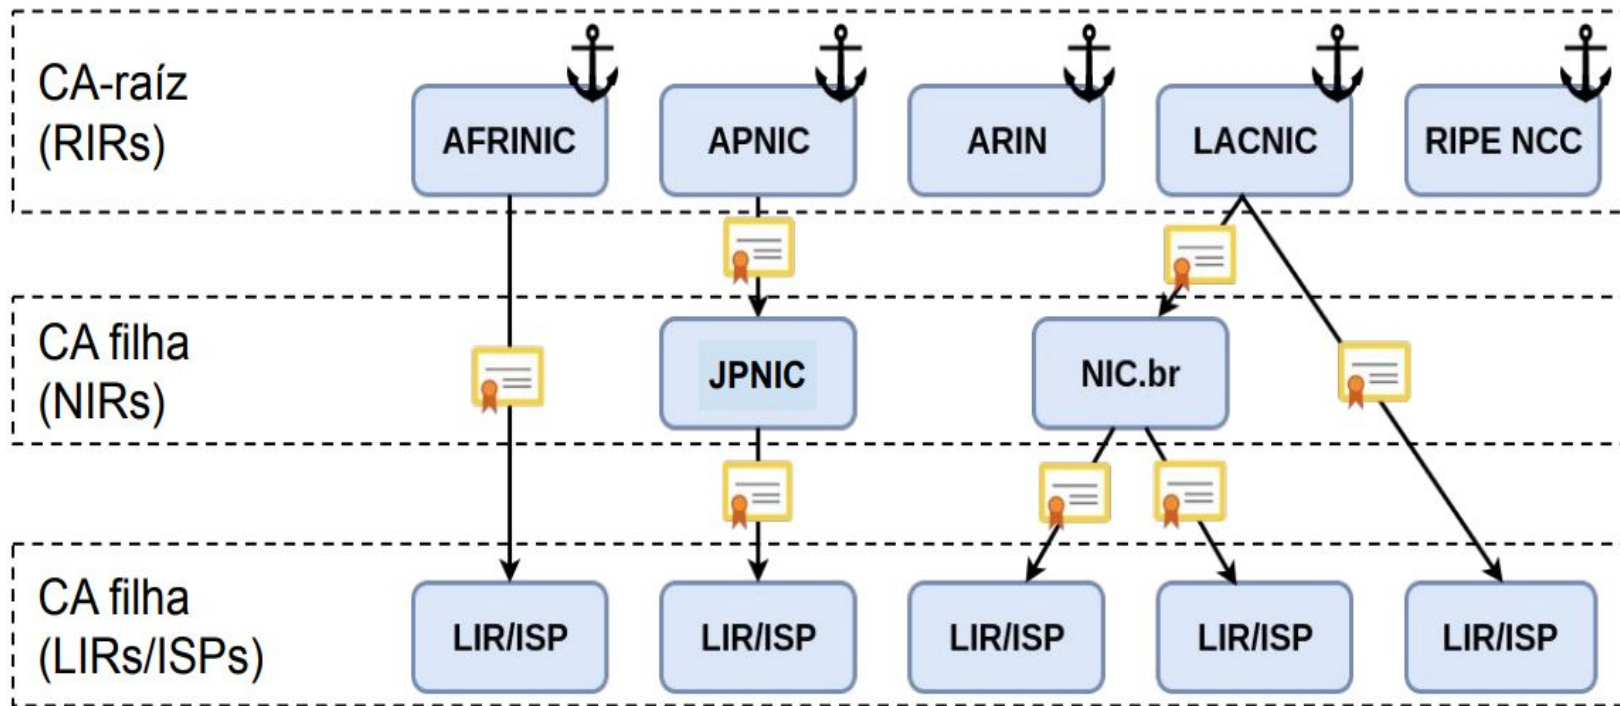 CA-raíz
(RIRs)
AFRINIC
APNIC
ARIN
LACNIC
RIPE NCC
CA filha
(NIRs)
JPNIC
NIC.br
CA filha
(LIRs/ISPs)
LIR/ISP
LIR/ISP
LIR/ISP
LIR/ISP
LIR/ISP